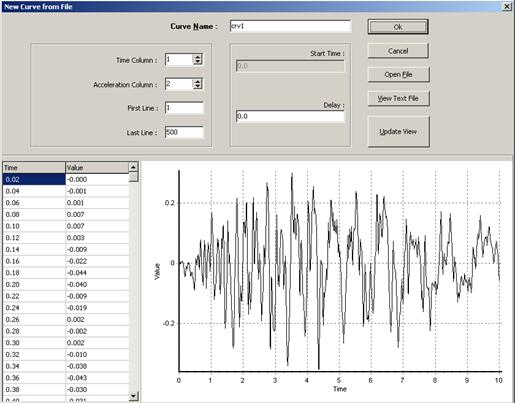 New Curve from File
Curve Name : crv1 Ok
Time Column : 1 Start Time : Cancel
0.0
Acceleration Column : 2 Open File
First Line : 1 Delay : View Text File
0.0
Last Line : 500 Update View
Time Value
0.02 -0.000
0.04 -0.001
0.06 0.001
0.08 0.007
0.10 0.007
0.12 0.003
0.14 -0.009
0.16 -0.022
0.18 -0.044
0.20 -0.040
0.22 -0.009
0.24 -0.019
0.26 0.002
0.28 -0.002
0.30 0.002
0.32 -0.010
0.34 -0.038
0.36 -0.043
0.38 -0.030
0.40 -0.031
0.2
0
-0.2
Value
0 1 2 3 4 5 6 7 8 9 10
Time